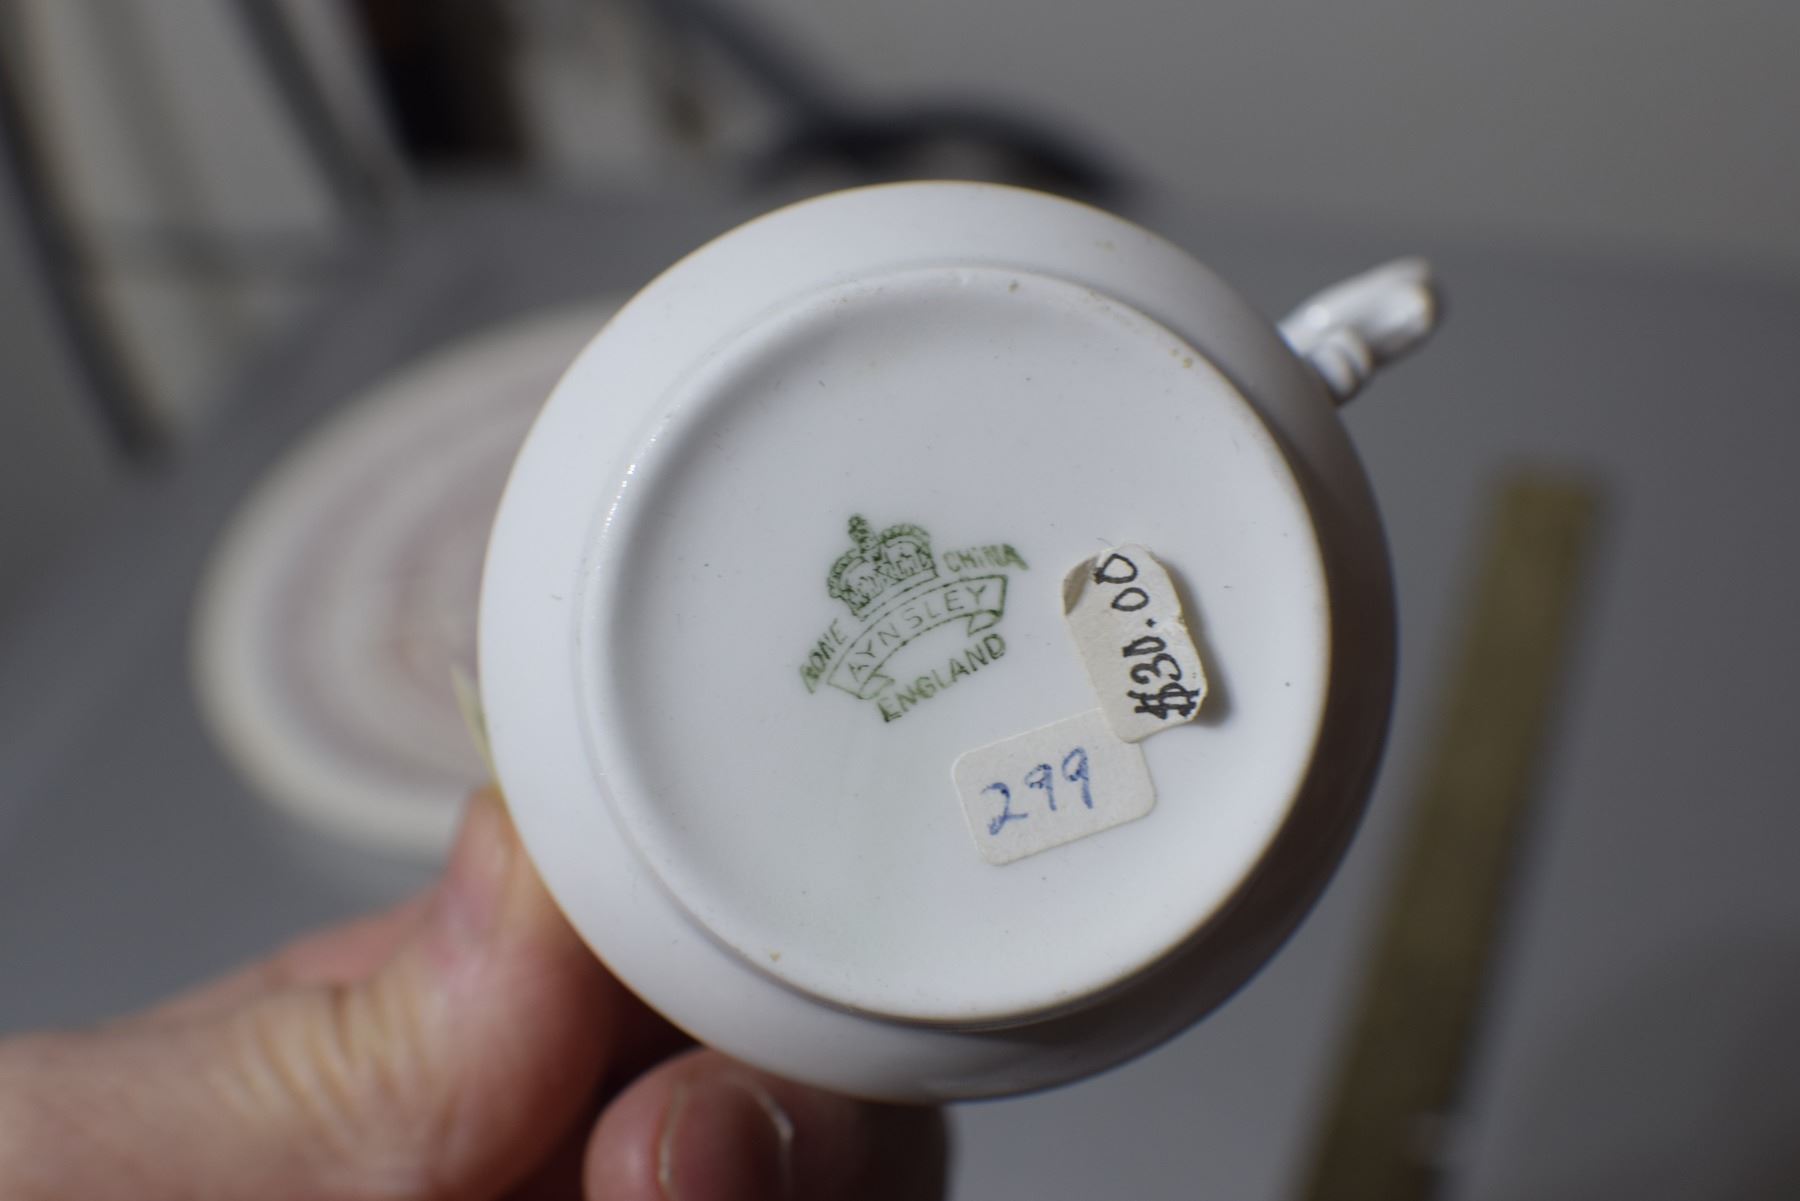 BONE CHINA
AYNSLEY
ENGLAND
$30.00
299